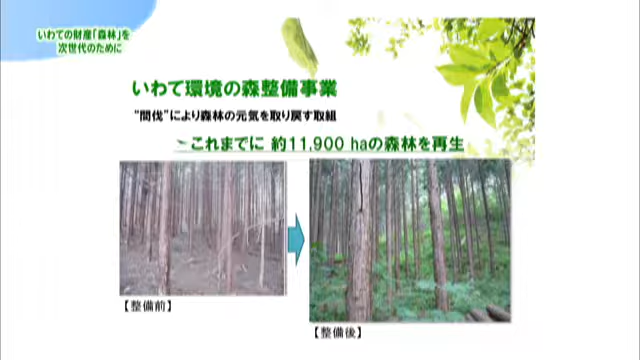 いわての財産「森林」を
次世代のために
いわて環境の森整備事業
“間伐”により森林の元気を取り戻す取組
これまでに 約11,900 haの森林を再生
【整備前】
【整備後】